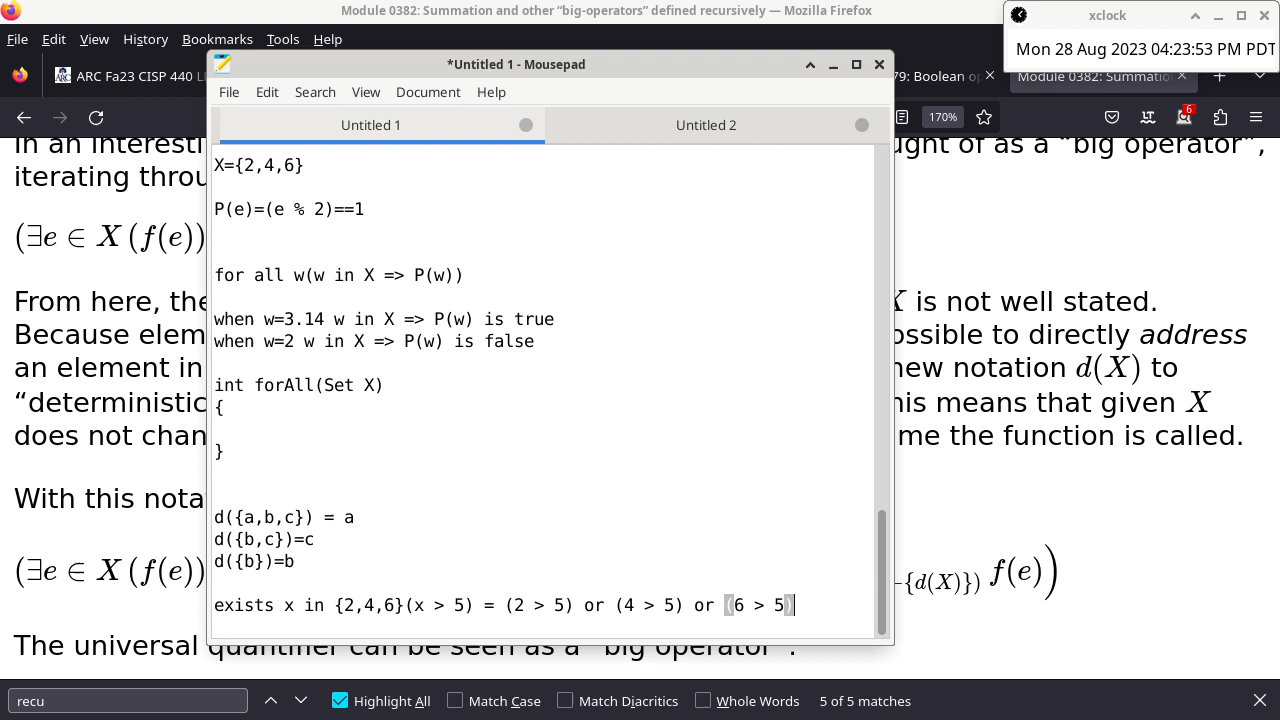 Module 0382: Summation and other “big-operators” defined recursively — Mozilla Firefox
xclock
Mon 28 Aug 2023 04:23:53 PM PDT
File Edit View History Bookmarks Tools Help
ARC Fa23 CISP 440 L
79: Boolean op
Module 0382: Summatio
170%
6
*Untitled 1 - Mousepad
File Edit Search View Document Help
Untitled 1
Untitled 2
X={2,4,6}
P(e)=(e % 2)==1
for all w(w in X => P(w))
when w=3.14 w in X => P(w) is true
when w=2 w in X => P(w) is false
int forAll(Set X)
{
}
d({a,b,c}) = a
d({b,c})=c
d({b})=b
exists x in {2,4,6}(x > 5) = (2 > 5) or (4 > 5) or (6 > 5)
In an interesti
ught of as a “big operator”,
iterating throu
(∃e ∈ X (f(e))
From here, the
X is not well stated.
Because elem
ossible to directly address
an element in
new notation d(X) to
“deterministic
his means that given X
does not chan
me the function is called.
With this nota
(∃e ∈ X (f(e))
−{d(X)}) f(e))
The universal quantifier can be seen as a “big operator”.
recu
Highlight All
Match Case
Match Diacritics
Whole Words
5 of 5 matches